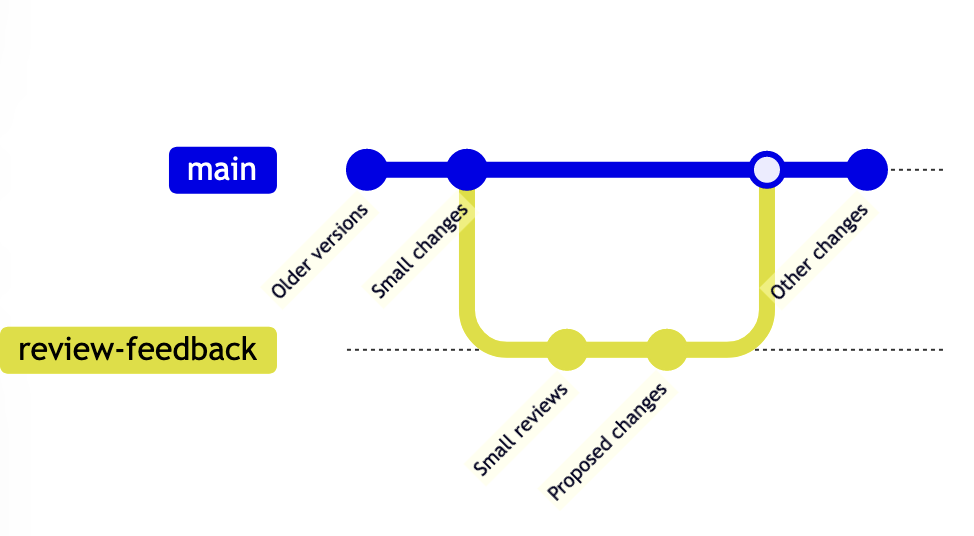 main
Older versions
Small changes
Other changes
review-feedback
Small reviews
Proposed changes